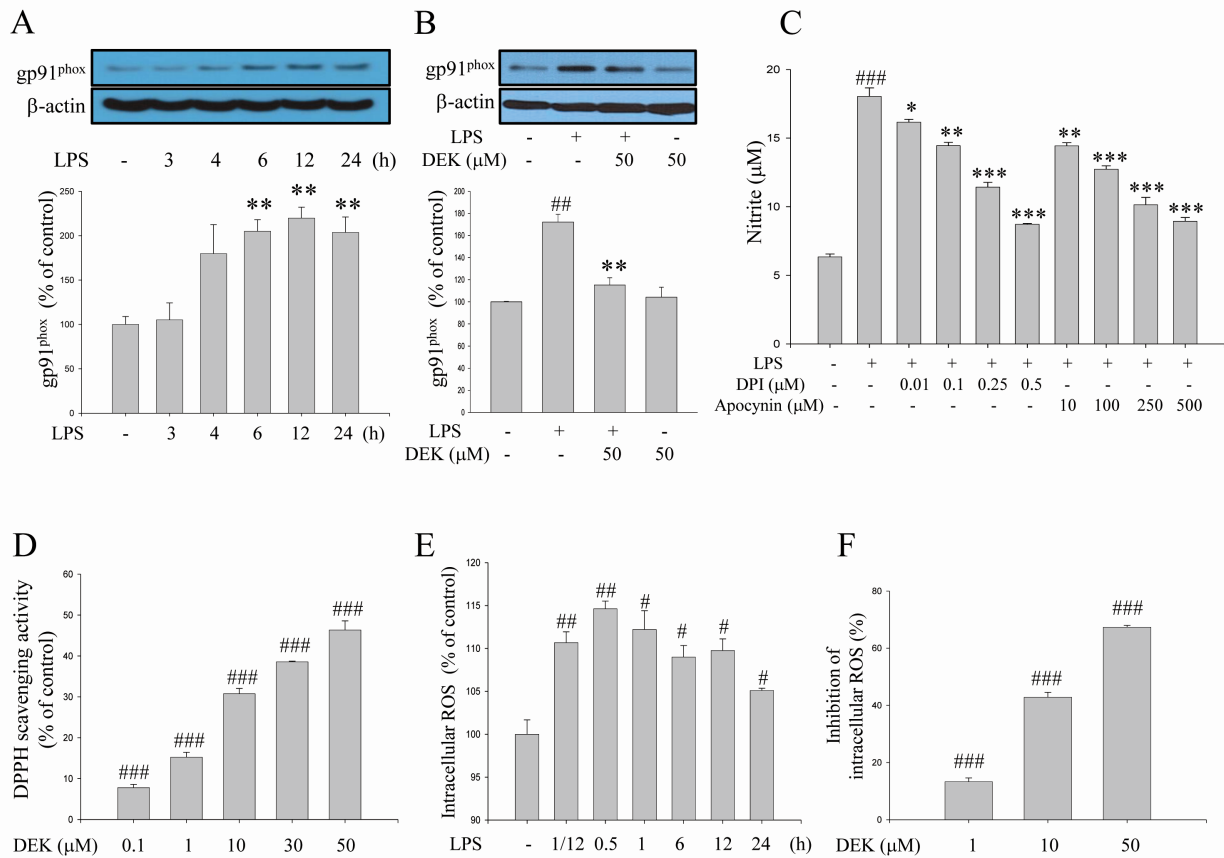 A
gp91phox
β-actin
LPS - 3 4 6 12 24 (h)
gp91phox (% of control)
250
200
150
100
50
0
** ** **
LPS - 3 4 6 12 24 (h)
B
gp91phox
β-actin
LPS - + + -
DEK (μM) - - 50 50
gp91phox (% of control)
200
180
160
140
120
100
80
60
40
20
0
##
**
LPS - + + -
DEK (μM) - - 50 50
C
Nitrite (μM)
20
15
10
5
0
### * ** *** *** ** *** *** ***
LPS - + + + + + + + + +
DPI (μM) - - 0.01 0.1 0.25 0.5 - - - -
Apocynin (μM) - - - - - - 10 100 250 500
D
DPPH scavenging activity
(% of control)
60
50
40
30
20
10
0
### ### ### ### ###
DEK (μM) 0.1 1 10 30 50
E
Intracellular ROS (% of control)
120
115
110
105
100
95
90
## ## # # # #
LPS - 1/12 0.5 1 6 12 24 (h)
F
Inhibition of
intracellular ROS (%)
80
60
40
20
0
### ### ###
DEK (μM) 1 10 50